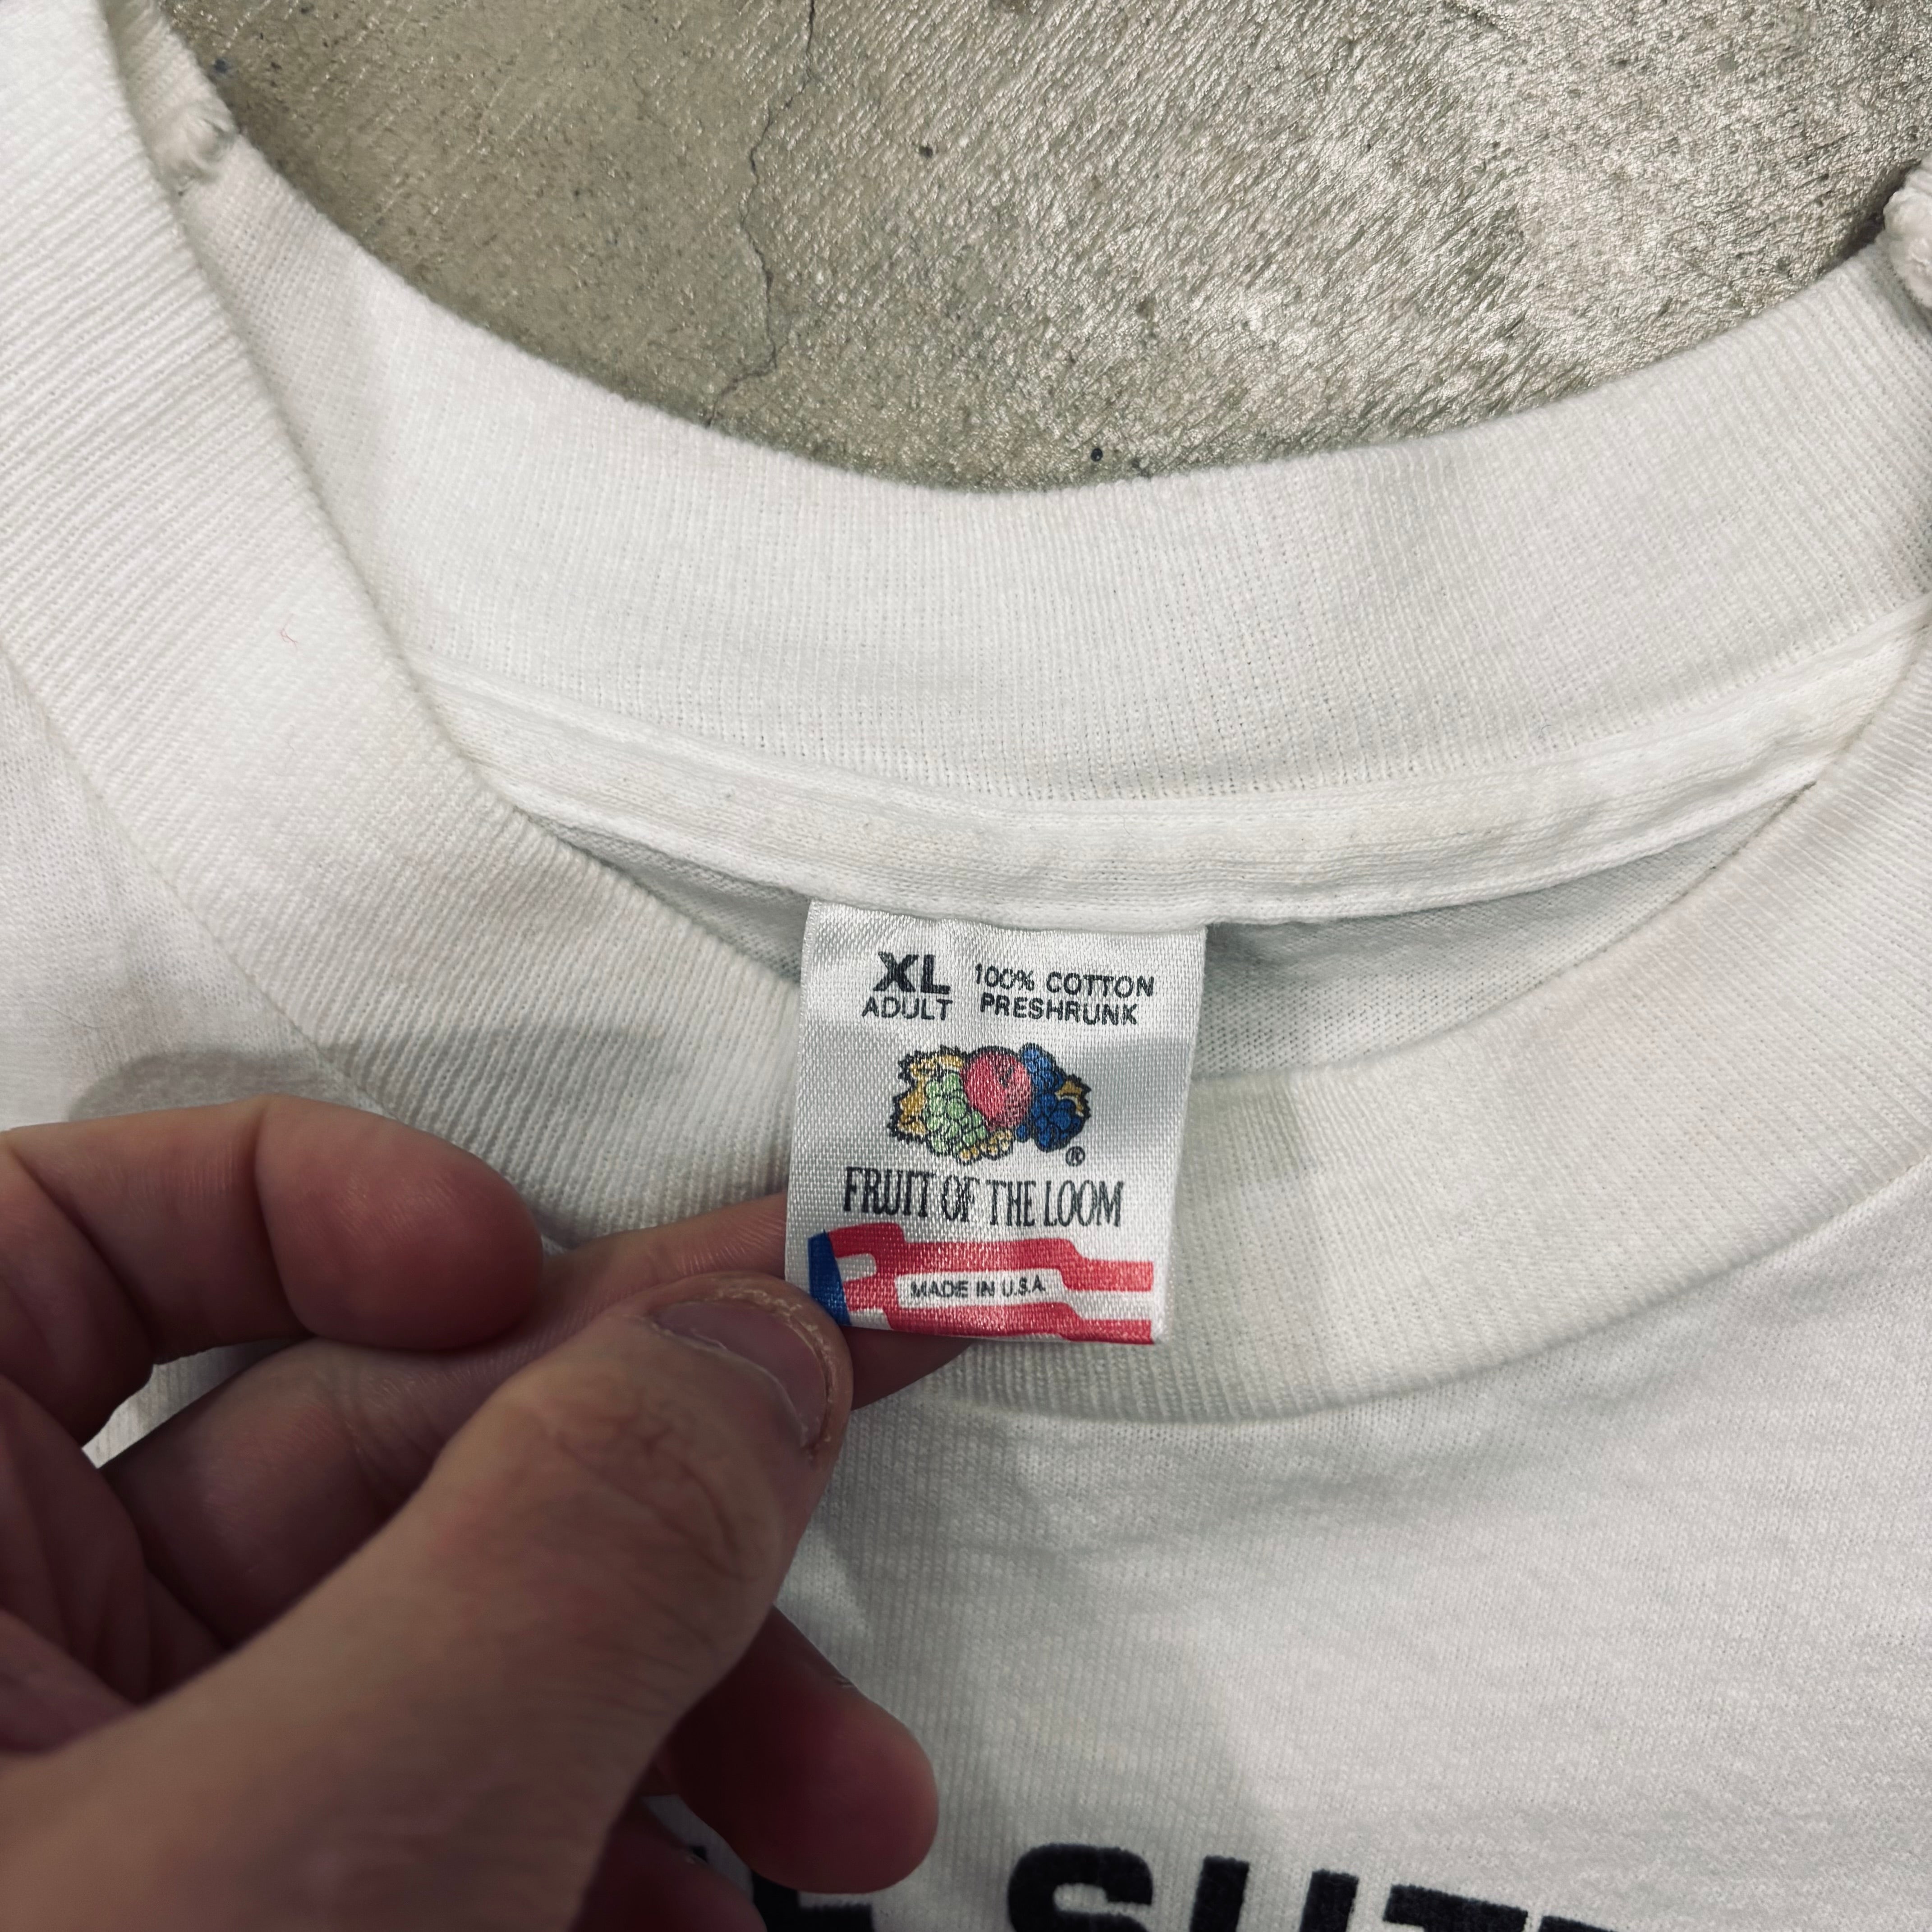 XL 100% COTTON
ADULT PRESHRUNK
®
FRUIT OF THE LOOM
MADE IN U.S.A.